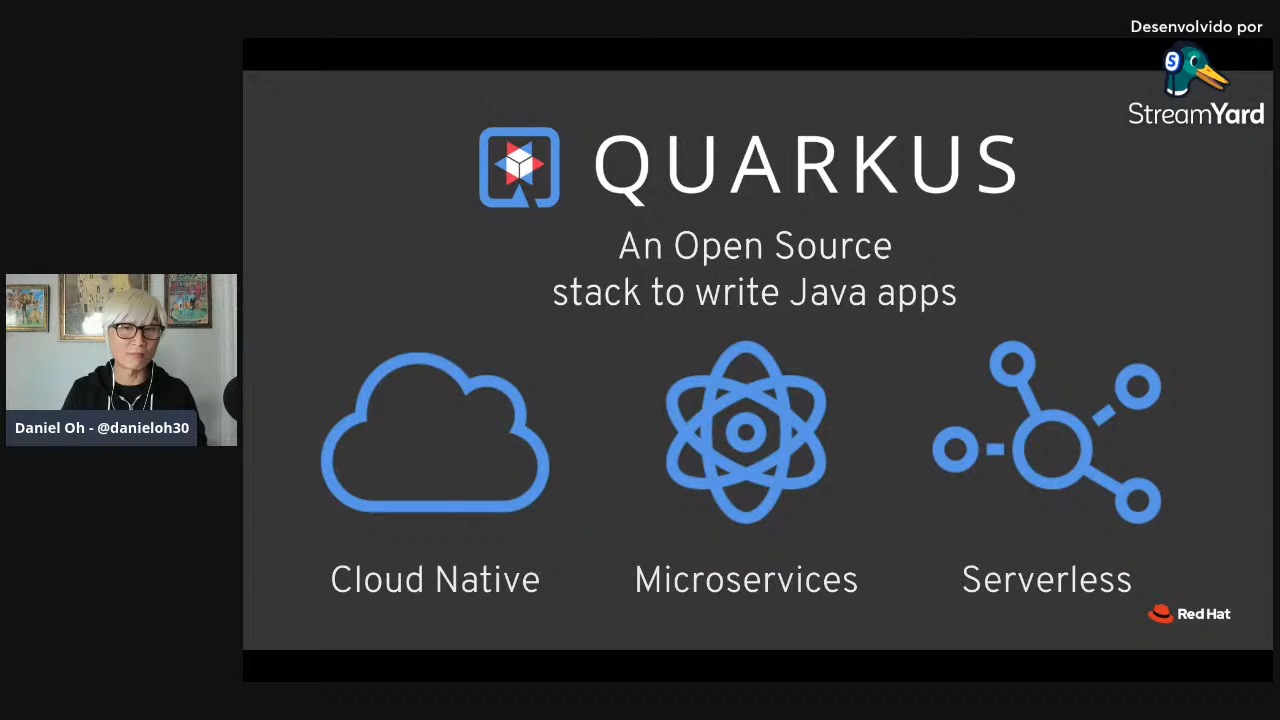 Desenvolvido por
StreamYard
QUARKUS
An Open Source
stack to write Java apps
Cloud Native
Microservices
Serverless
Red Hat
Daniel Oh - @danieloh30